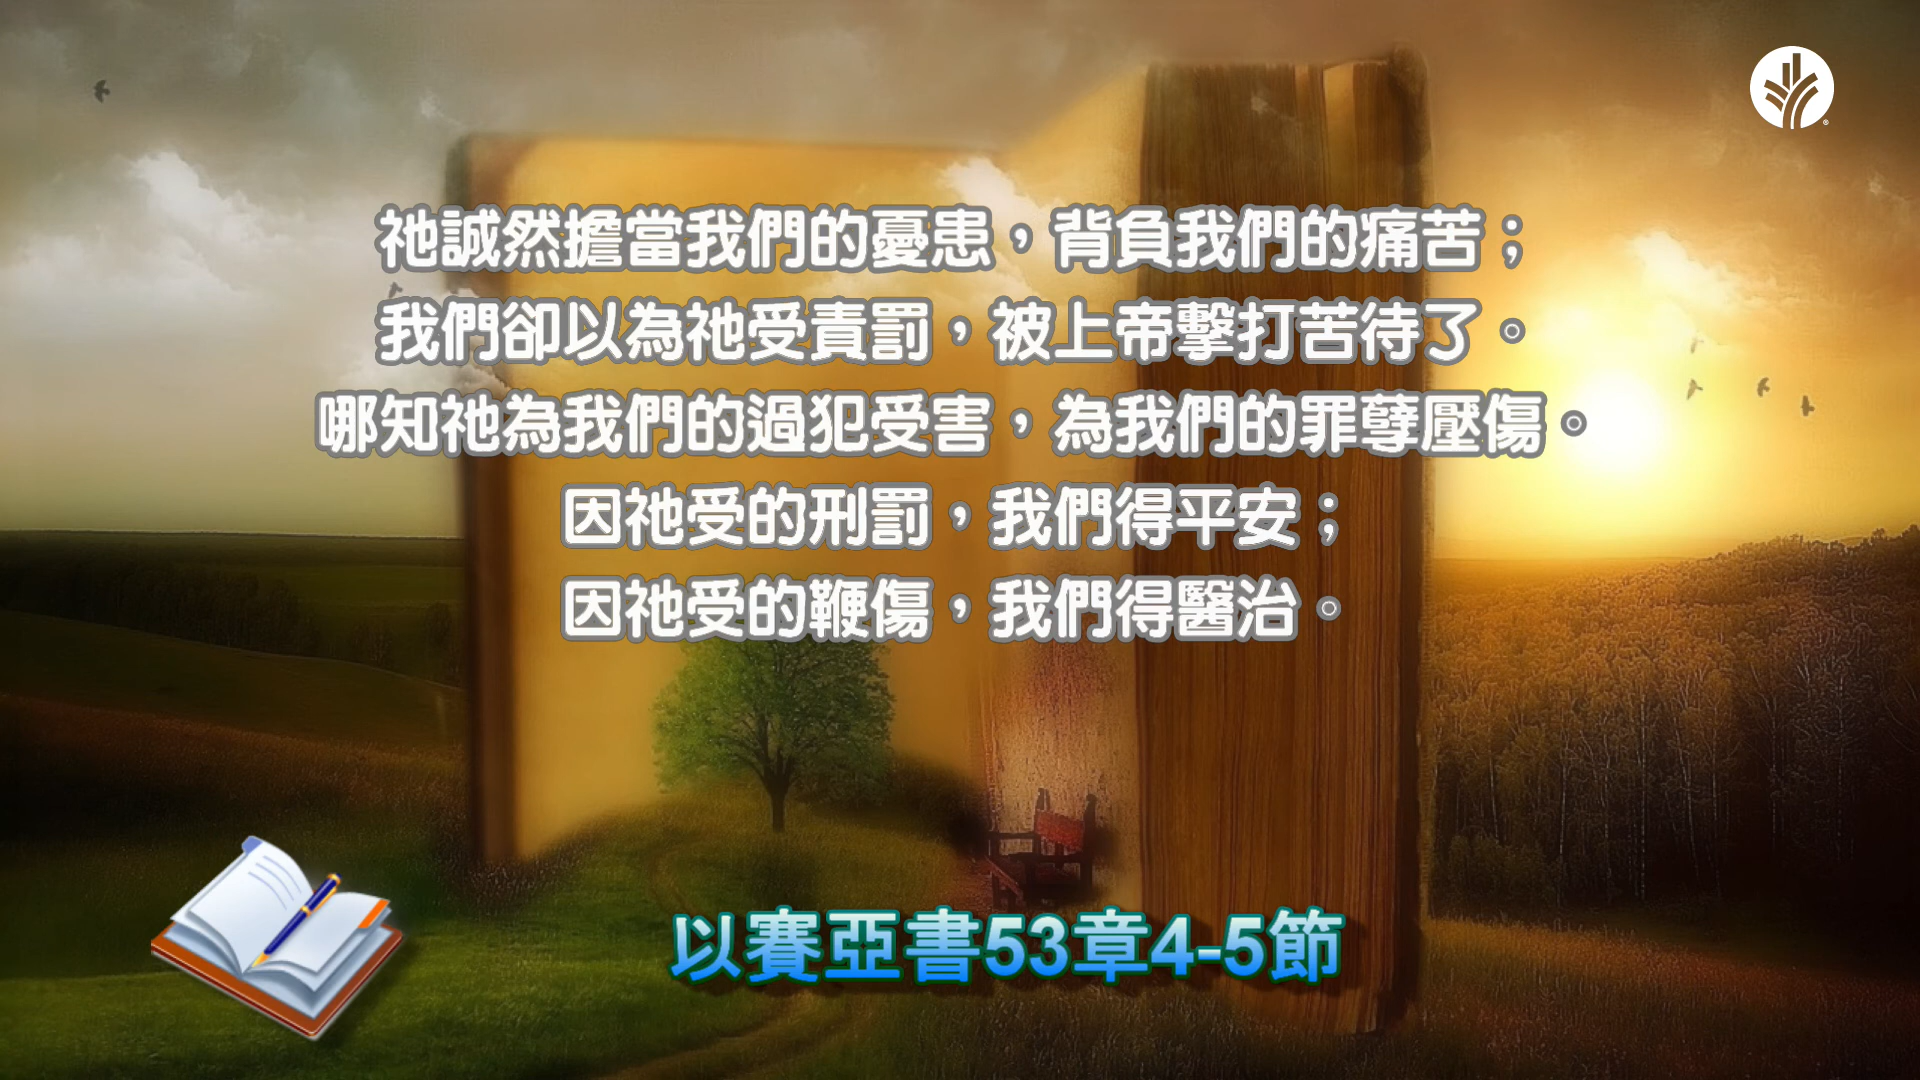 祂誠然擔當我們的憂患，背負我們的痛苦；
我們卻以為祂受責罰，被上帝擊打苦待了。
哪知祂為我們的過犯受害，為我們的罪孽壓傷。
因祂受的刑罰，我們得平安；
因祂受的鞭傷，我們得醫治。
以賽亞書53章4-5節